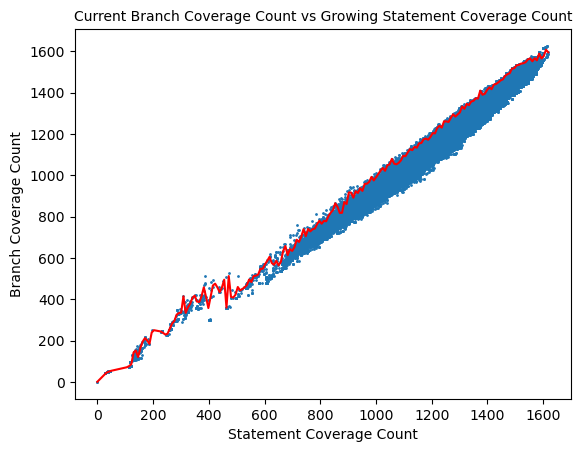 Current Branch Coverage Count vs Growing Statement Coverage Count
1600
1400
1200
1000
800
600
400
200
0
Branch Coverage Count
0 200 400 600 800 1000 1200 1400 1600
Statement Coverage Count